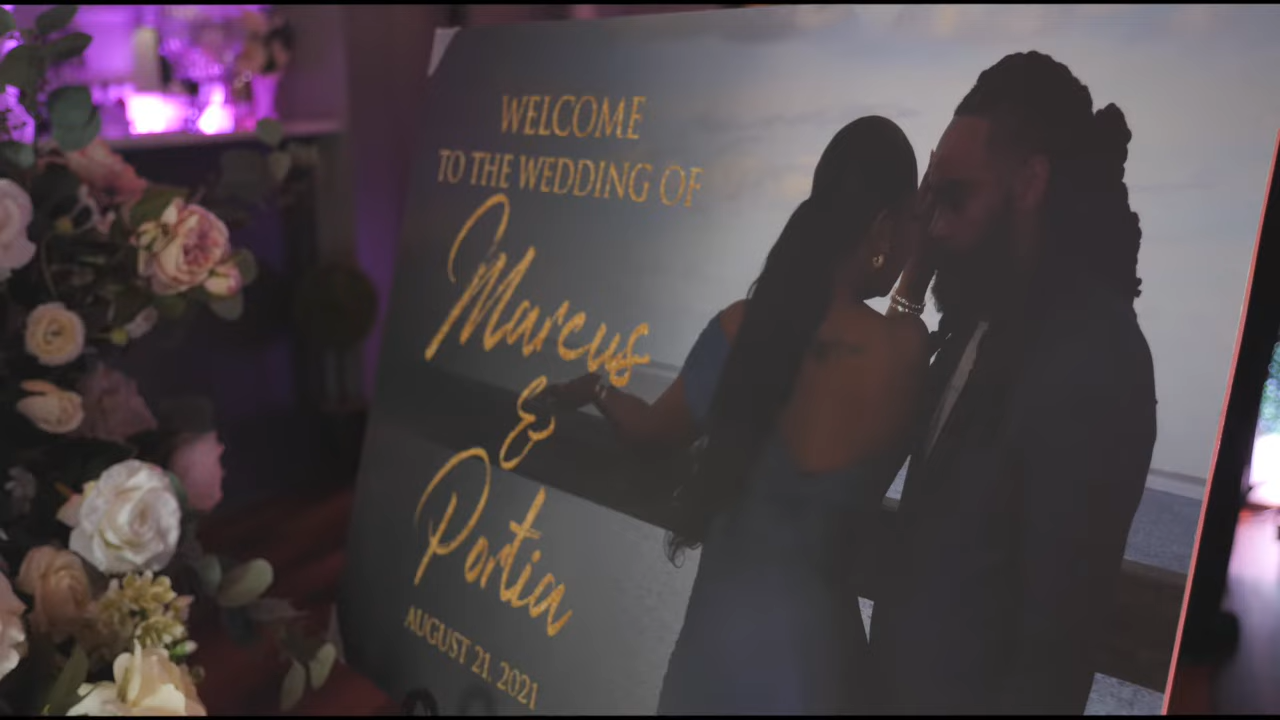 WELCOME
TO THE WEDDING OF
Marcus
&
Portia
AUGUST 21, 2021